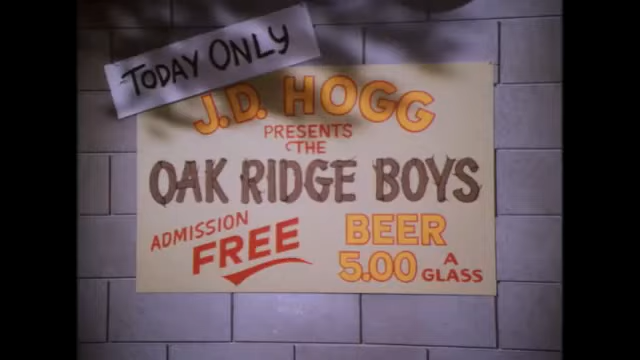 TODAY ONLY
J.D. HOGG
PRESENTS
THE
OAK RIDGE BOYS
ADMISSION
FREE
BEER
5.00 A GLASS